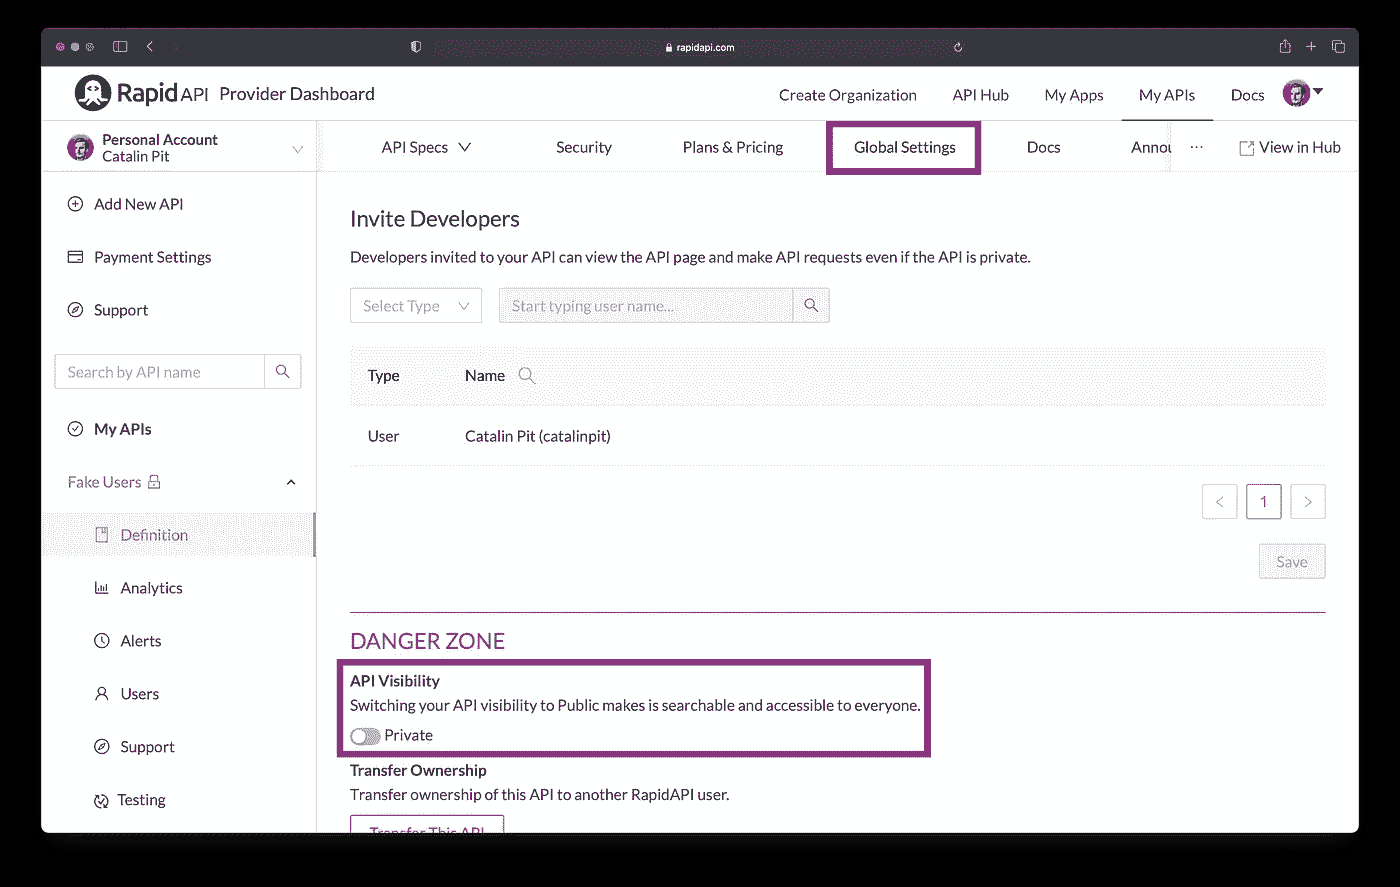 rapidapi.com
Rapid API Provider Dashboard
Create Organization API Hub My Apps My APIs Docs
Personal Account
Catalin Pit
API Specs Security Plans & Pricing Global Settings Docs Annou ... View in Hub
Add New API
Payment Settings
Support
Search by API name
My APIs
Fake Users
Definition
Analytics
Alerts
Users
Support
Testing
Invite Developers
Developers invited to your API can view the API page and make API requests even if the API is private.
Select Type Start typing user name...
Type Name
User Catalin Pit (catalinpit)
< 1 >
Save
DANGER ZONE
API Visibility
Switching your API visibility to Public makes is searchable and accessible to everyone.
Private
Transfer Ownership
Transfer ownership of this API to another RapidAPI user.
Transfer This API